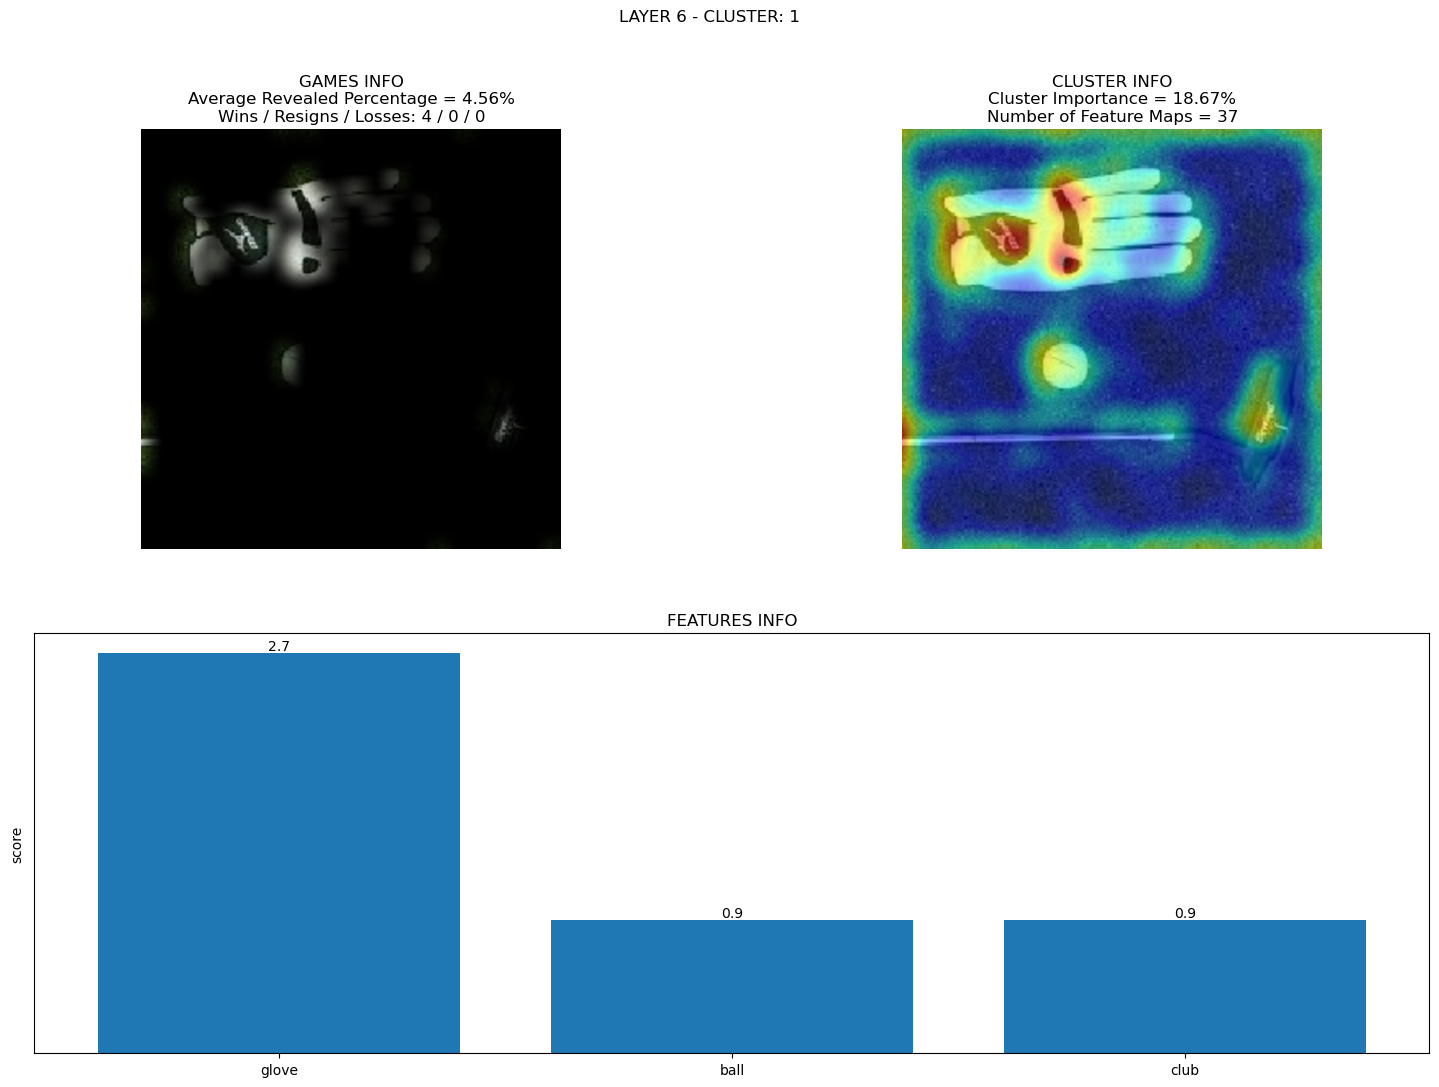 LAYER 6 - CLUSTER: 1
GAMES INFO
Average Revealed Percentage = 4.56%
Wins / Resigns / Losses: 4 / 0 / 0
CLUSTER INFO
Cluster Importance = 18.67%
Number of Feature Maps = 37
FEATURES INFO
score
2.7
0.9
0.9
glove
ball
club